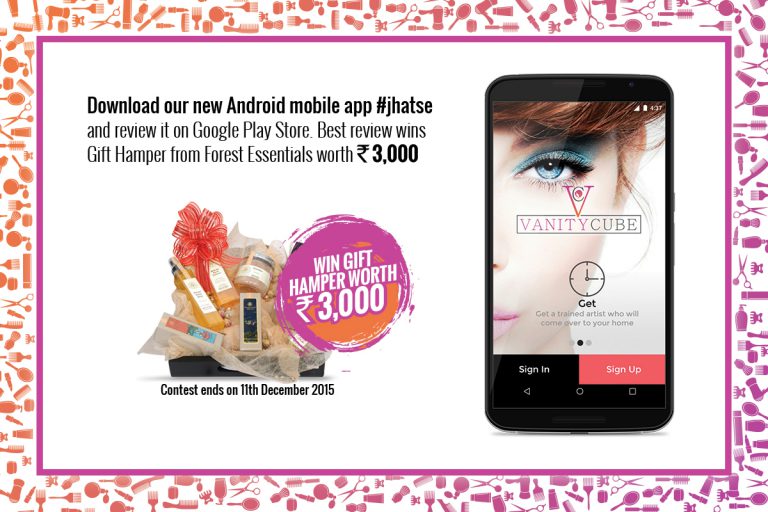 Download our new Android mobile app #jhatse
and review it on Google Play Store. Best review wins
Gift Hamper from Forest Essentials worth ₹ 3,000
WIN GIFT
HAMPER WORTH
₹ 3,000
Contest ends on 11th December 2015
4:37
VANITYCUBE
Get
Get a trained artist who will
come over to your home
Sign In
Sign Up